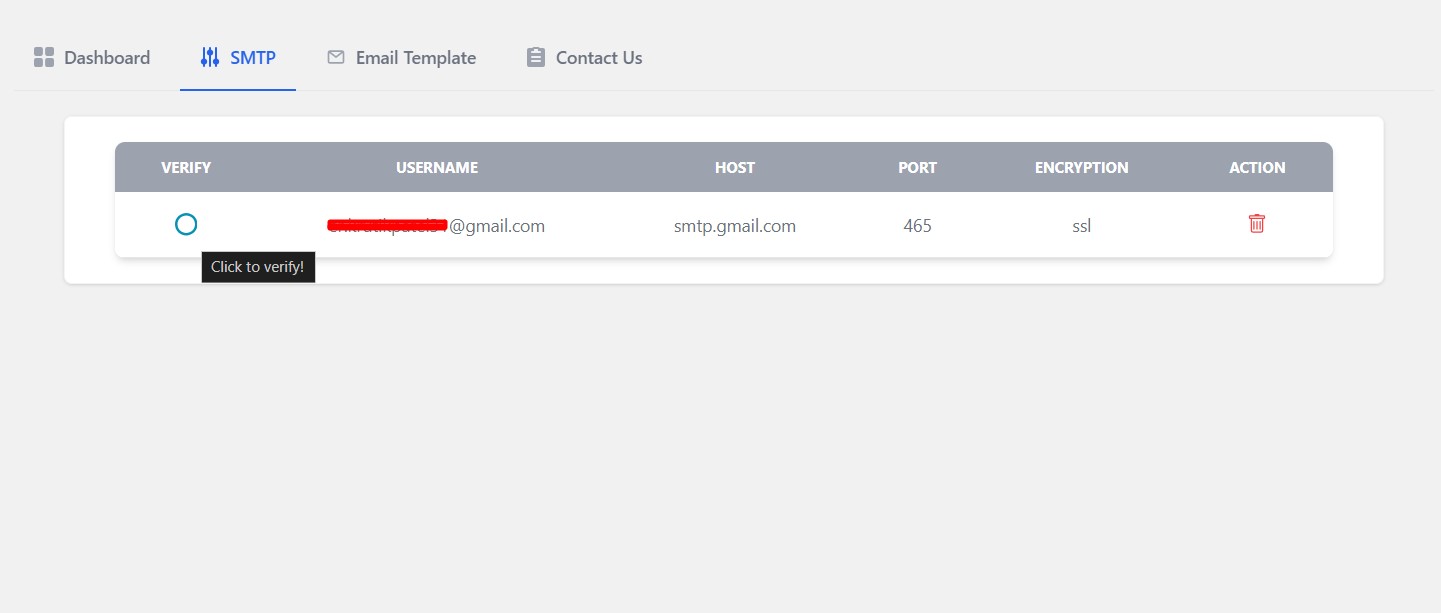 Dashboard SMTP Email Template Contact Us
VERIFY USERNAME HOST PORT ENCRYPTION ACTION
@gmail.com smtp.gmail.com 465 ssl
Click to verify!